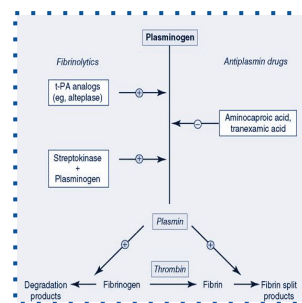 Plasminogen
Fibrinolytics
Antiplasmin drugs
t-PA analogs
(eg, alteplase)
+
Aminocaproic acid,
tranexamic acid
−
Streptokinase
+
Plasminogen
+
Plasmin
+
+
Thrombin
Degradation
products
Fibrinogen
Fibrin
Fibrin split
products